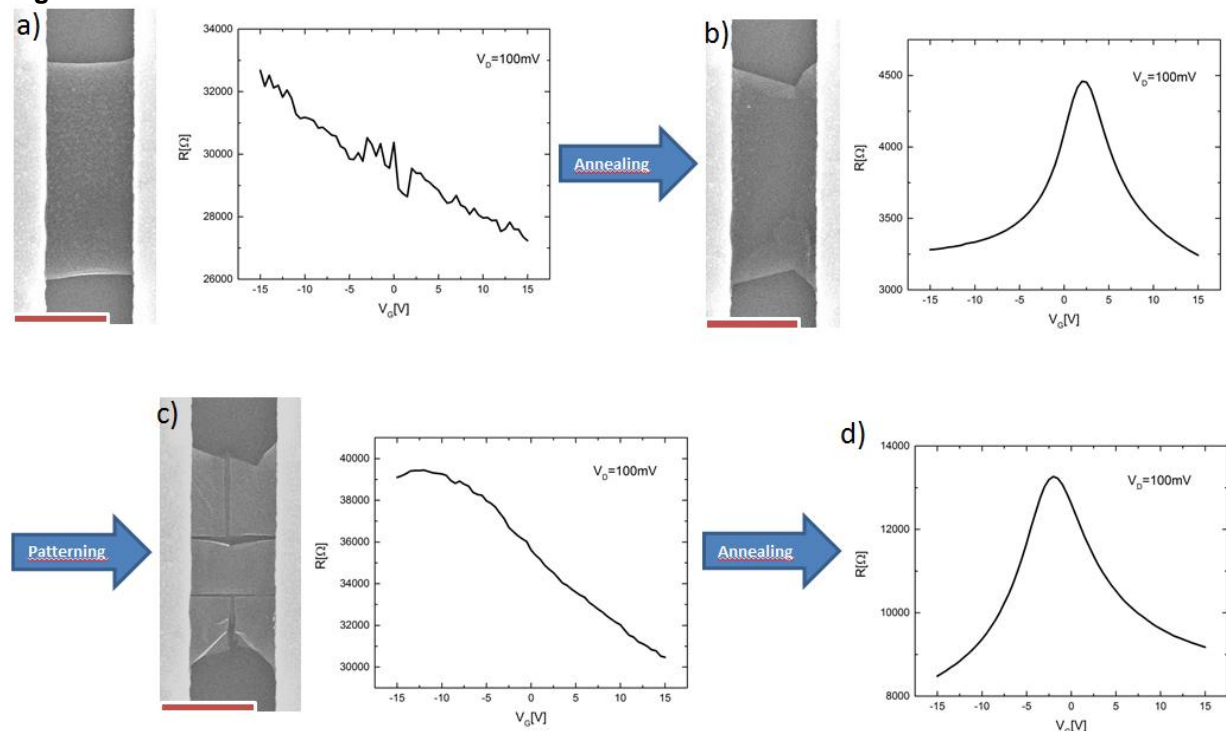 a)
34000
32000
30000
28000
26000
R[Ω]
V_D=100mV
-15 -10 -5 0 5 10 15
V_G[V]
Annealing
b)
4500
4000
3500
3000
R[Ω]
V_D=100mV
-15 -10 -5 0 5 10 15
V_G[V]
Patterning
c)
40000
38000
36000
34000
32000
30000
R[Ω]
V_D=100mV
-15 -10 -5 0 5 10 15
V_G[V]
Annealing
d)
14000
12000
10000
8000
R[Ω]
V_D=100mV
-15 -10 -5 0 5 10 15
V_G[V]